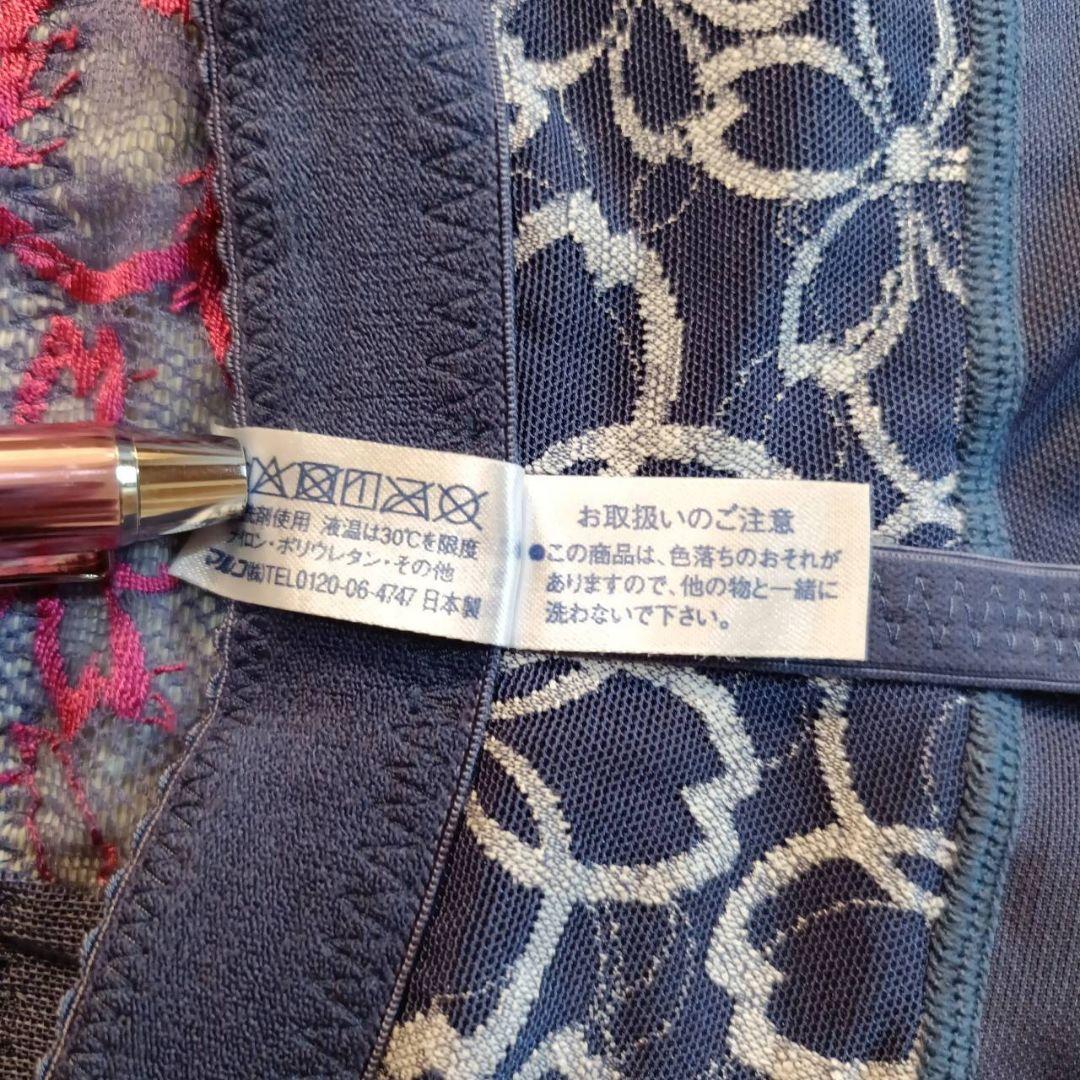 剤使用 液温は30℃を限度
イロン・ポリウレタン・その他
マルコ㈱TEL0120-06-4747 日本製
お取扱いのご注意
●この商品は、色落ちのおそれが
ありますので、他の物と一緒に
洗わないで下さい。